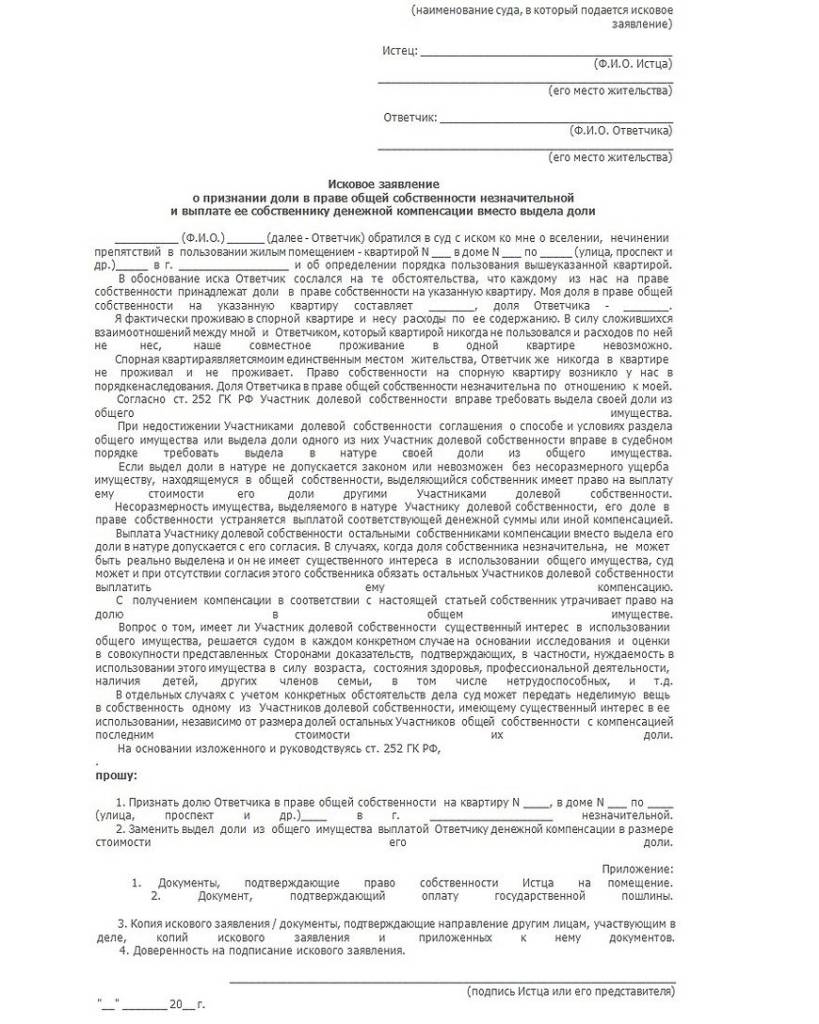 (наименование суда, в который подается исковое
заявление)
Истец: ________________________________________
(Ф.И.О. Истца)
_______________________________________________
(его место жительства)
Ответчик: _____________________________________
(Ф.И.О. Ответчика)
_______________________________________________
(его место жительства)
Исковое заявление
о признании доли в праве общей собственности незначительной
и выплате ее собственнику денежной компенсации вместо выдела доли
__________ (Ф.И.О.) ______ (далее - Ответчик) обратился в суд с иском ко мне о вселении, нечинении
препятствий в пользовании жилым помещением - квартирой N ___ в доме N ___ по _____ (улица, проспект и
др.)_____ в г. _________________ и об определении порядка пользования вышеуказанной квартирой.
В обоснование иска Ответчик сослался на те обстоятельства, что каждому из нас на праве
собственности принадлежат доли в праве собственности на указанную квартиру. Моя доля в праве общей
собственности на указанную квартиру составляет _______, доля Ответчика - _______.
Я фактически проживаю в спорной квартире и несу расходы по ее содержанию. В силу сложившихся
взаимоотношений между мной и Ответчиком, который квартирой никогда не пользовался и расходов по ней
не нес, наше совместное проживание в одной квартире невозможно.
Спорная квартираявляетсямоим единственным местом жительства, Ответчик же никогда в квартире
не проживал и не проживает. Право собственности на спорную квартиру возникло у нас в
порядкенаследования. Доля Ответчика в праве общей собственности незначительна по отношению к моей.
Согласно ст. 252 ГК РФ Участник долевой собственности вправе требовать выдела своей доли из
общего имущества.
При недостижении Участниками долевой собственности соглашения о способе и условиях раздела
общего имущества или выдела доли одного из них Участник долевой собственности вправе в судебном
порядке требовать выдела в натуре своей доли из общего имущества.
Если выдел доли в натуре не допускается законом или невозможен без несоразмерного ущерба
имуществу, находящемуся в общей собственности, выделяющийся собственник имеет право на выплату
ему стоимости его доли другими Участниками долевой собственности.
Несоразмерность имущества, выделяемого в натуре Участнику долевой собственности, его доле в
праве собственности устраняется выплатой соответствующей денежной суммы или иной компенсацией.
Выплата Участнику долевой собственности остальными собственниками компенсации вместо выдела его
доли в натуре допускается с его согласия. В случаях, когда доля собственника незначительна, не может
быть реально выделена и он не имеет существенного интереса в использовании общего имущества, суд
может и при отсутствии согласия этого собственника обязать остальных Участников долевой собственности
выплатить ему компенсацию.
С получением компенсации в соответствии с настоящей статьей собственник утрачивает право на
долю в общем имуществе.
Вопрос о том, имеет ли Участник долевой собственности существенный интерес в использовании
общего имущества, решается судом в каждом конкретном случае на основании исследования и оценки
в совокупности представленных Сторонами доказательств, подтверждающих, в частности, нуждаемость в
использовании этого имущества в силу возраста, состояния здоровья, профессиональной деятельности,
наличия детей, других членов семьи, в том числе нетрудоспособных, и т.д.
В отдельных случаях с учетом конкретных обстоятельств дела суд может передать неделимую вещь
в собственность одному из Участников долевой собственности, имеющему существенный интерес в ее
использовании, независимо от размера долей остальных Участников общей собственности с компенсацией
последним стоимости их доли.
На основании изложенного и руководствуясь ст. 252 ГК РФ,
.
прошу:
1. Признать долю Ответчика в праве общей собственности на квартиру N ____, в доме N ___ по ____
(улица, проспект и др.)____ в г. ___________________ незначительной.
2. Заменить выдел доли из общего имущества выплатой Ответчику денежной компенсации в размере
стоимости его доли.
Приложение:
1. Документы, подтверждающие право собственности Истца на помещение.
2. Документ, подтверждающий оплату государственной пошлины.
3. Копия искового заявления / документы, подтверждающие направление другим лицам, участвующим в
деле, копий искового заявления и приложенных к нему документов.
4. Доверенность на подписание искового заявления.
_______________________________________________
(подпись Истца или его представителя)
"__" _______ 20__ г.